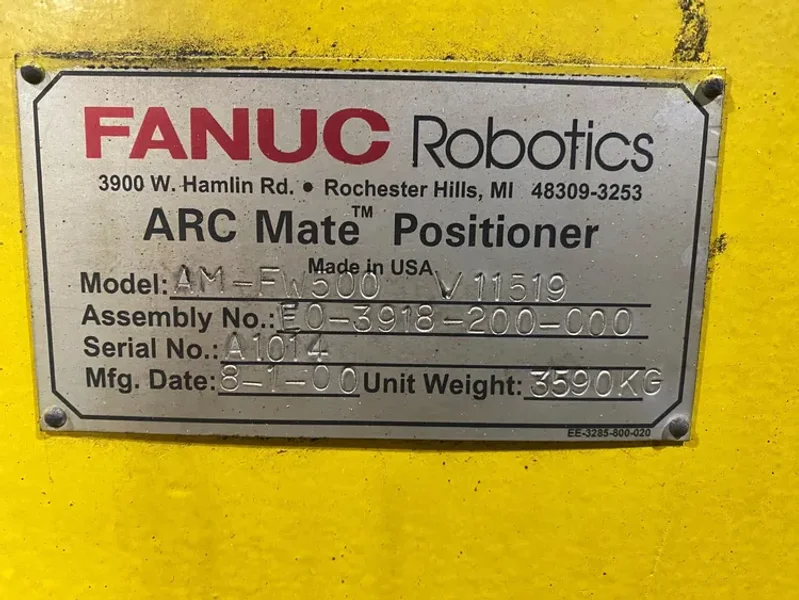 FANUC Robotics
3900 W. Hamlin Rd. • Rochester Hills, MI 48309-3253
ARC Mate™ Positioner
Made in USA
Model: AM-FW500 V11519
Assembly No.: EO-3918-200-000
Serial No.: A1014
Mfg. Date: 8-1-00 Unit Weight: 3590KG
EE-3285-800-020